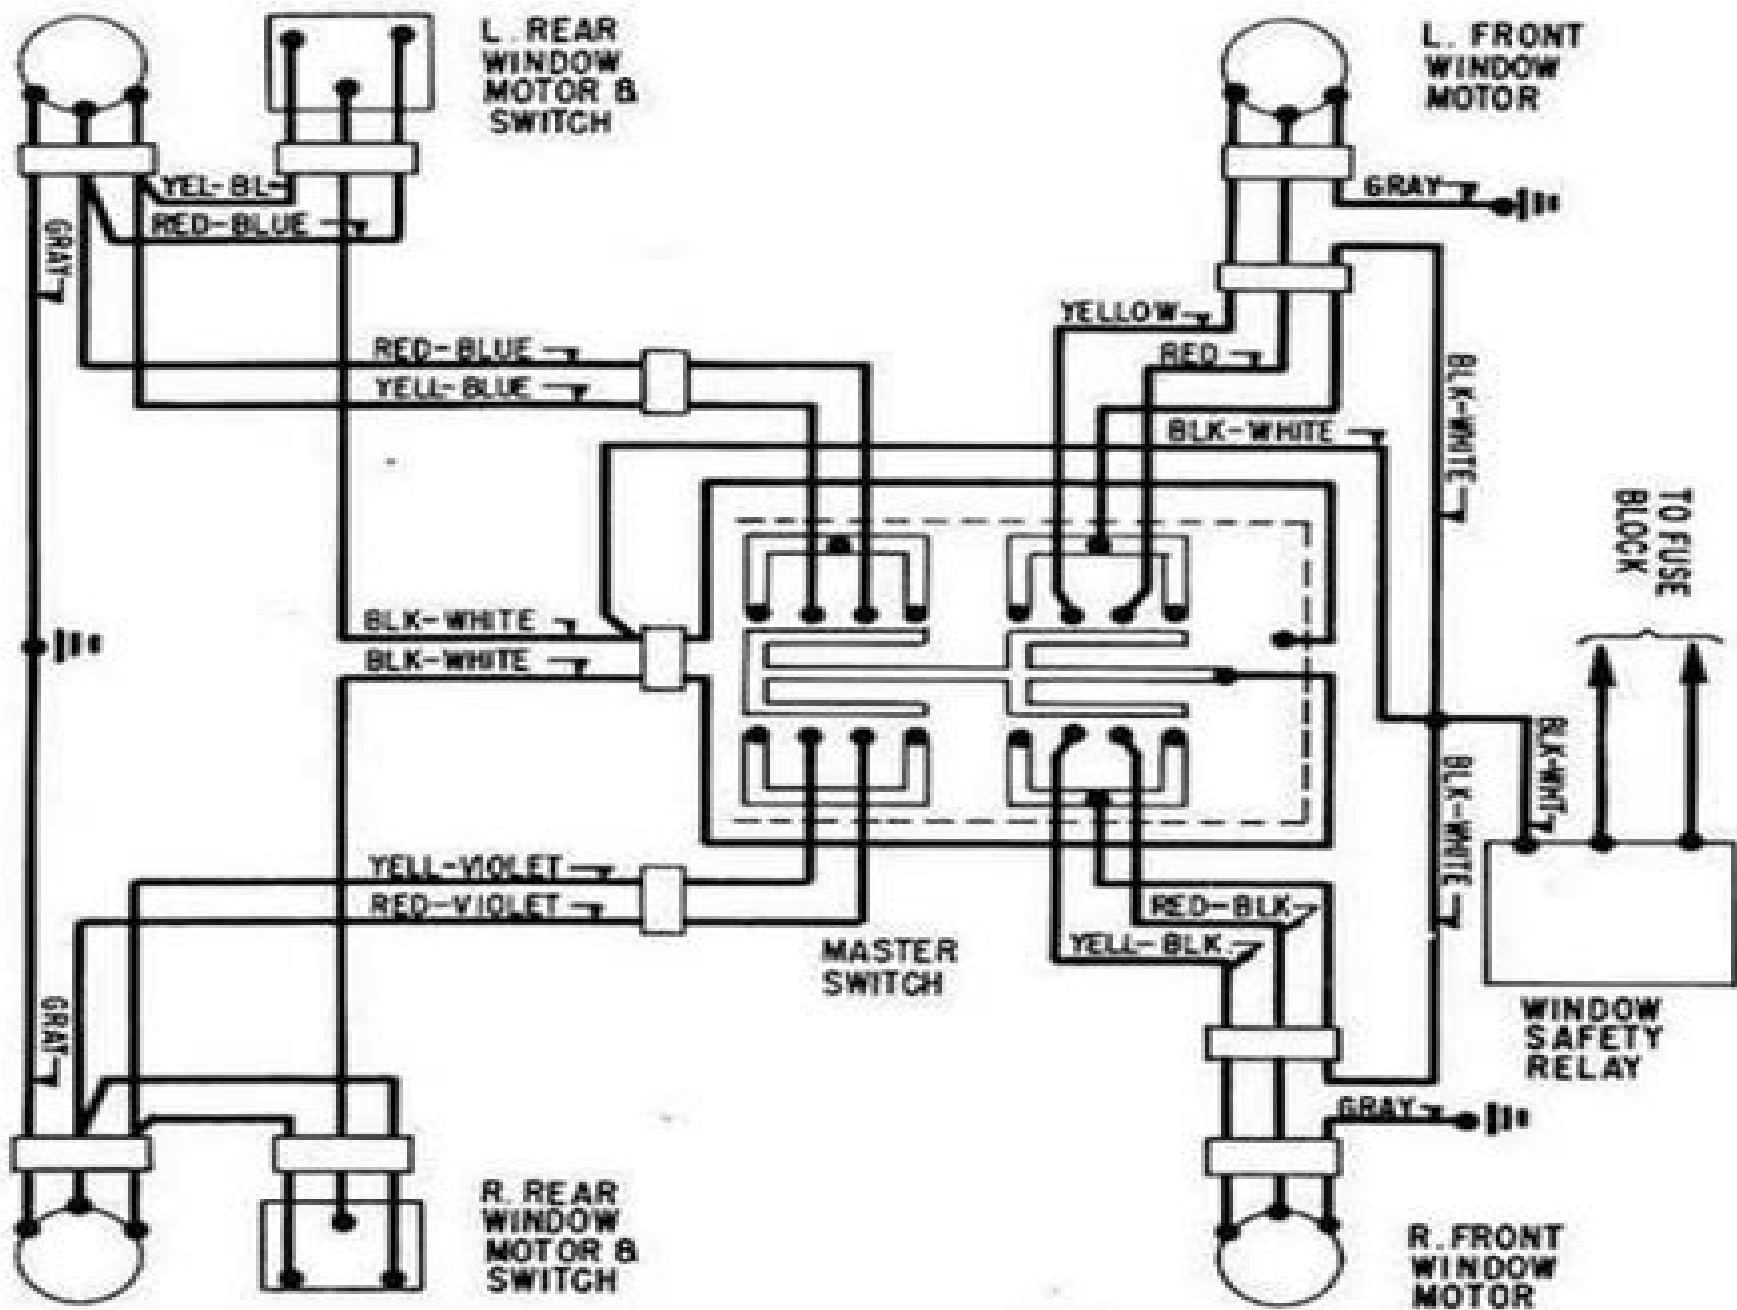 L. REAR
WINDOW
MOTOR &
SWITCH
L. FRONT
WINDOW
MOTOR
YEL-BL
RED-BLUE
GRAY
GRAY
YELLOW
RED-BLUE
YELL-BLUE
RED
BLK-WHITE
BLK-WHITE
TO FUSE
BLOCK
BLK-WHITE
BLK-WHITE
BLK-WHT
BLK-WHITE
YELL-VIOLET
RED-VIOLET
RED-BLK
YELL-BLK.
MASTER
SWITCH
GRAY
WINDOW
SAFETY
RELAY
GRAY
R. REAR
WINDOW
MOTOR &
SWITCH
R. FRONT
WINDOW
MOTOR